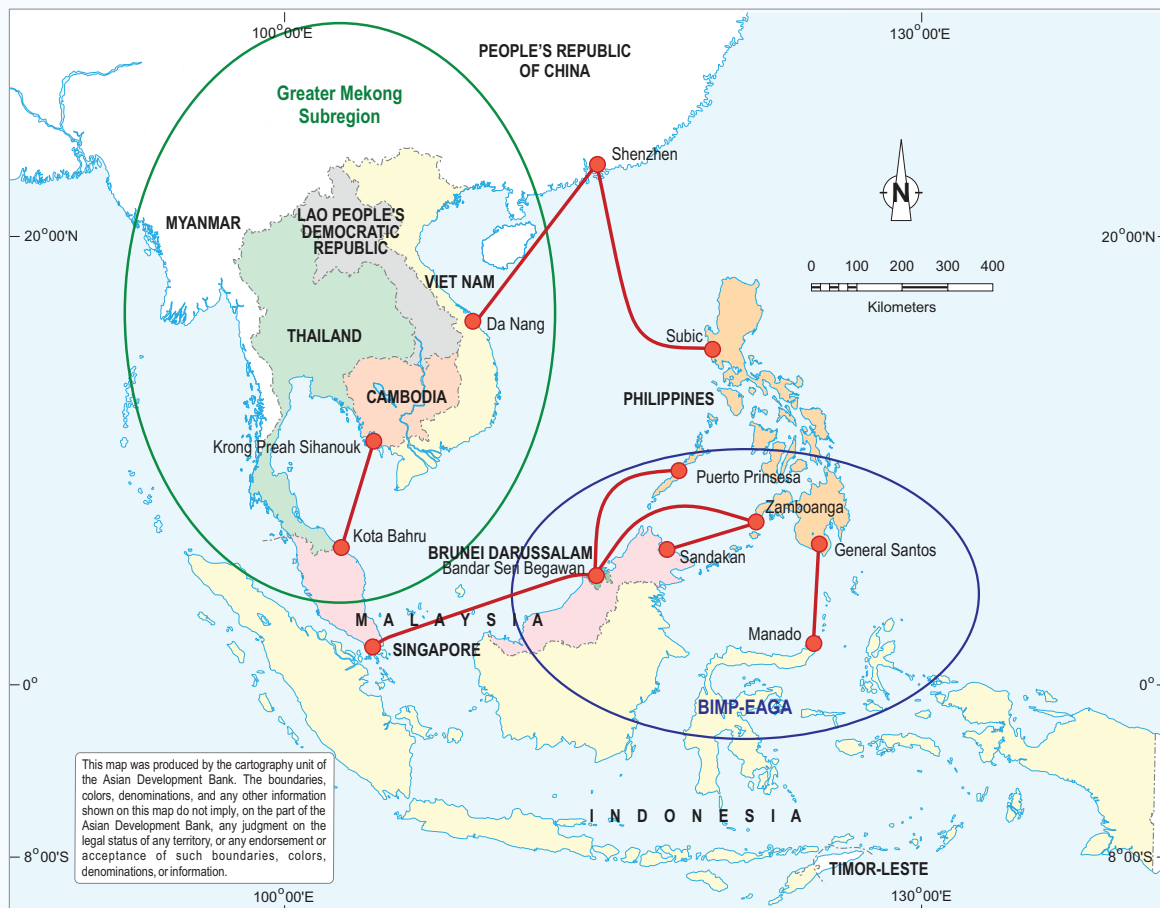 100°00'E
130°00'E
PEOPLE'S REPUBLIC
OF CHINA
Greater Mekong
Subregion
Shenzhen
N
MYANMAR
LAO PEOPLE'S
DEMOCRATIC
REPUBLIC
20°00'N
20°00'N
VIET NAM
0 100 200 300 400
Kilometers
THAILAND
Da Nang
Subic
CAMBODIA
PHILIPPINES
Krong Preah Sihanouk
Puerto Prinsesa
Zamboanga
Kota Bahru
BRUNEI DARUSSALAM
Sandakan
General Santos
Bandar Seri Begawan
MALAYSIA
Manado
SINGAPORE
0°
0°
BIMP-EAGA
This map was produced by the cartography unit of
the Asian Development Bank. The boundaries,
colors, denominations, and any other information
shown on this map do not imply, on the part of the
Asian Development Bank, any judgment on the
legal status of any territory, or any endorsement or
acceptance of such boundaries, colors,
denominations, or information.
INDONESIA
8°00'S
8°00'S
TIMOR-LESTE
100°00'E
130°00'E